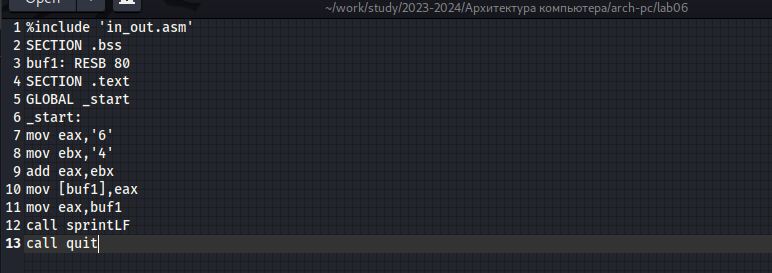 Open
~/work/study/2023-2024/Архитектура компьютера/arch-pc/lab06
1 %include 'in_out.asm'
2 SECTION .bss
3 buf1: RESB 80
4 SECTION .text
5 GLOBAL _start
6 _start:
7 mov eax,'6'
8 mov ebx,'4'
9 add eax,ebx
10 mov [buf1],eax
11 mov eax,buf1
12 call sprintLF
13 call quit